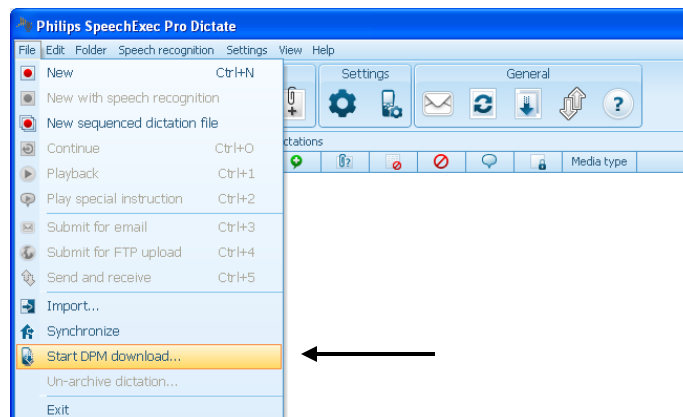 Philips SpeechExec Pro Dictate
File Edit Folder Speech recognition Settings View Help
New Ctrl+N
New with speech recognition
New sequenced dictation file
Continue Ctrl+O
Playback Ctrl+1
Play special instruction Ctrl+2
Submit for email Ctrl+3
Submit for FTP upload Ctrl+4
Send and receive Ctrl+5
Import...
Synchronize
Start DPM download...
Un-archive dictation...
Exit
Settings General
?
ctations
Media type